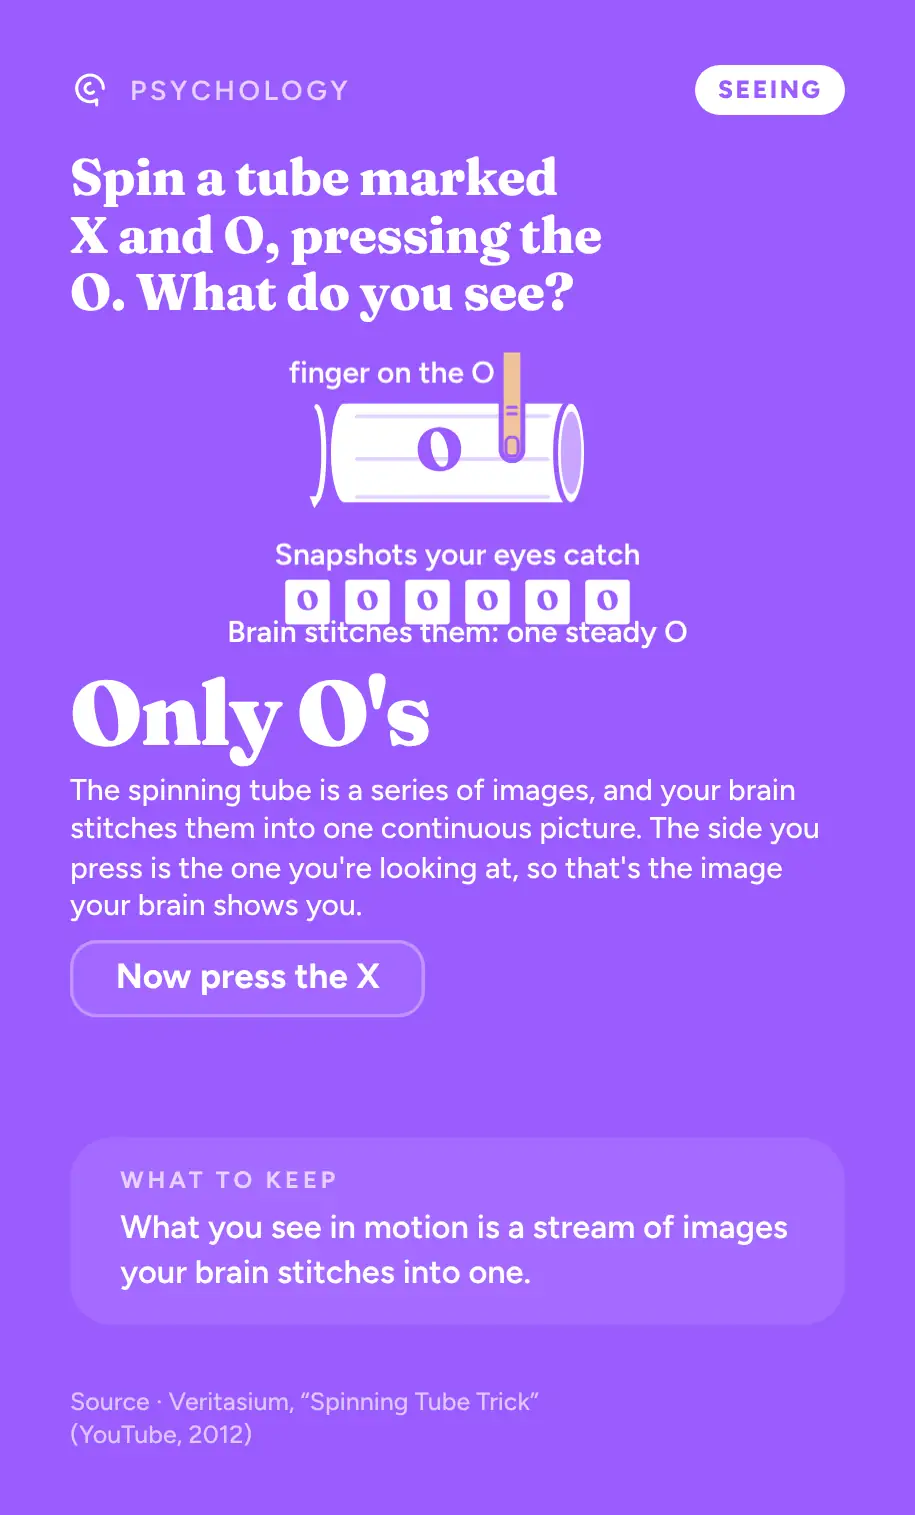 PSYCHOLOGY
SEEING
Spin a tube marked
X and O, pressing the
O. What do you see?
finger on the O
O
Snapshots your eyes catch
O O O O O O
Brain stitches them: one steady O
Only O's
The spinning tube is a series of images, and your brain
stitches them into one continuous picture. The side you
press is the one you're looking at, so that's the image
your brain shows you.
Now press the X
WHAT TO KEEP
What you see in motion is a stream of images
your brain stitches into one.
Source · Veritasium, “Spinning Tube Trick”
(YouTube, 2012)